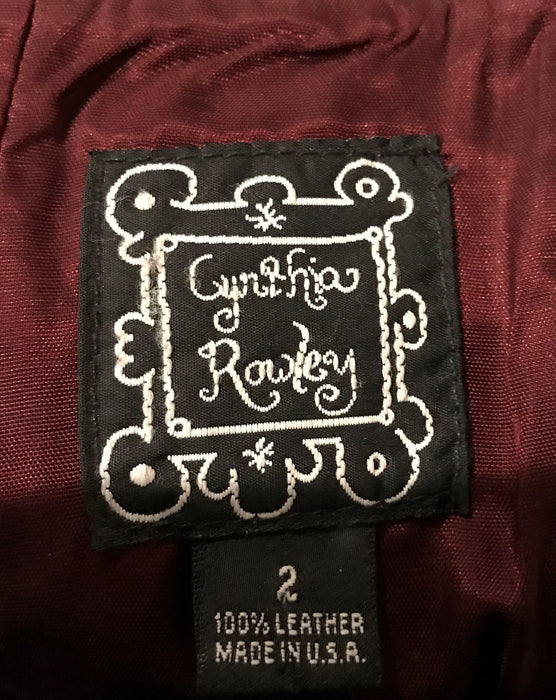 Cynthia
Rowley
2
100% LEATHER
MADE IN U.S.A.